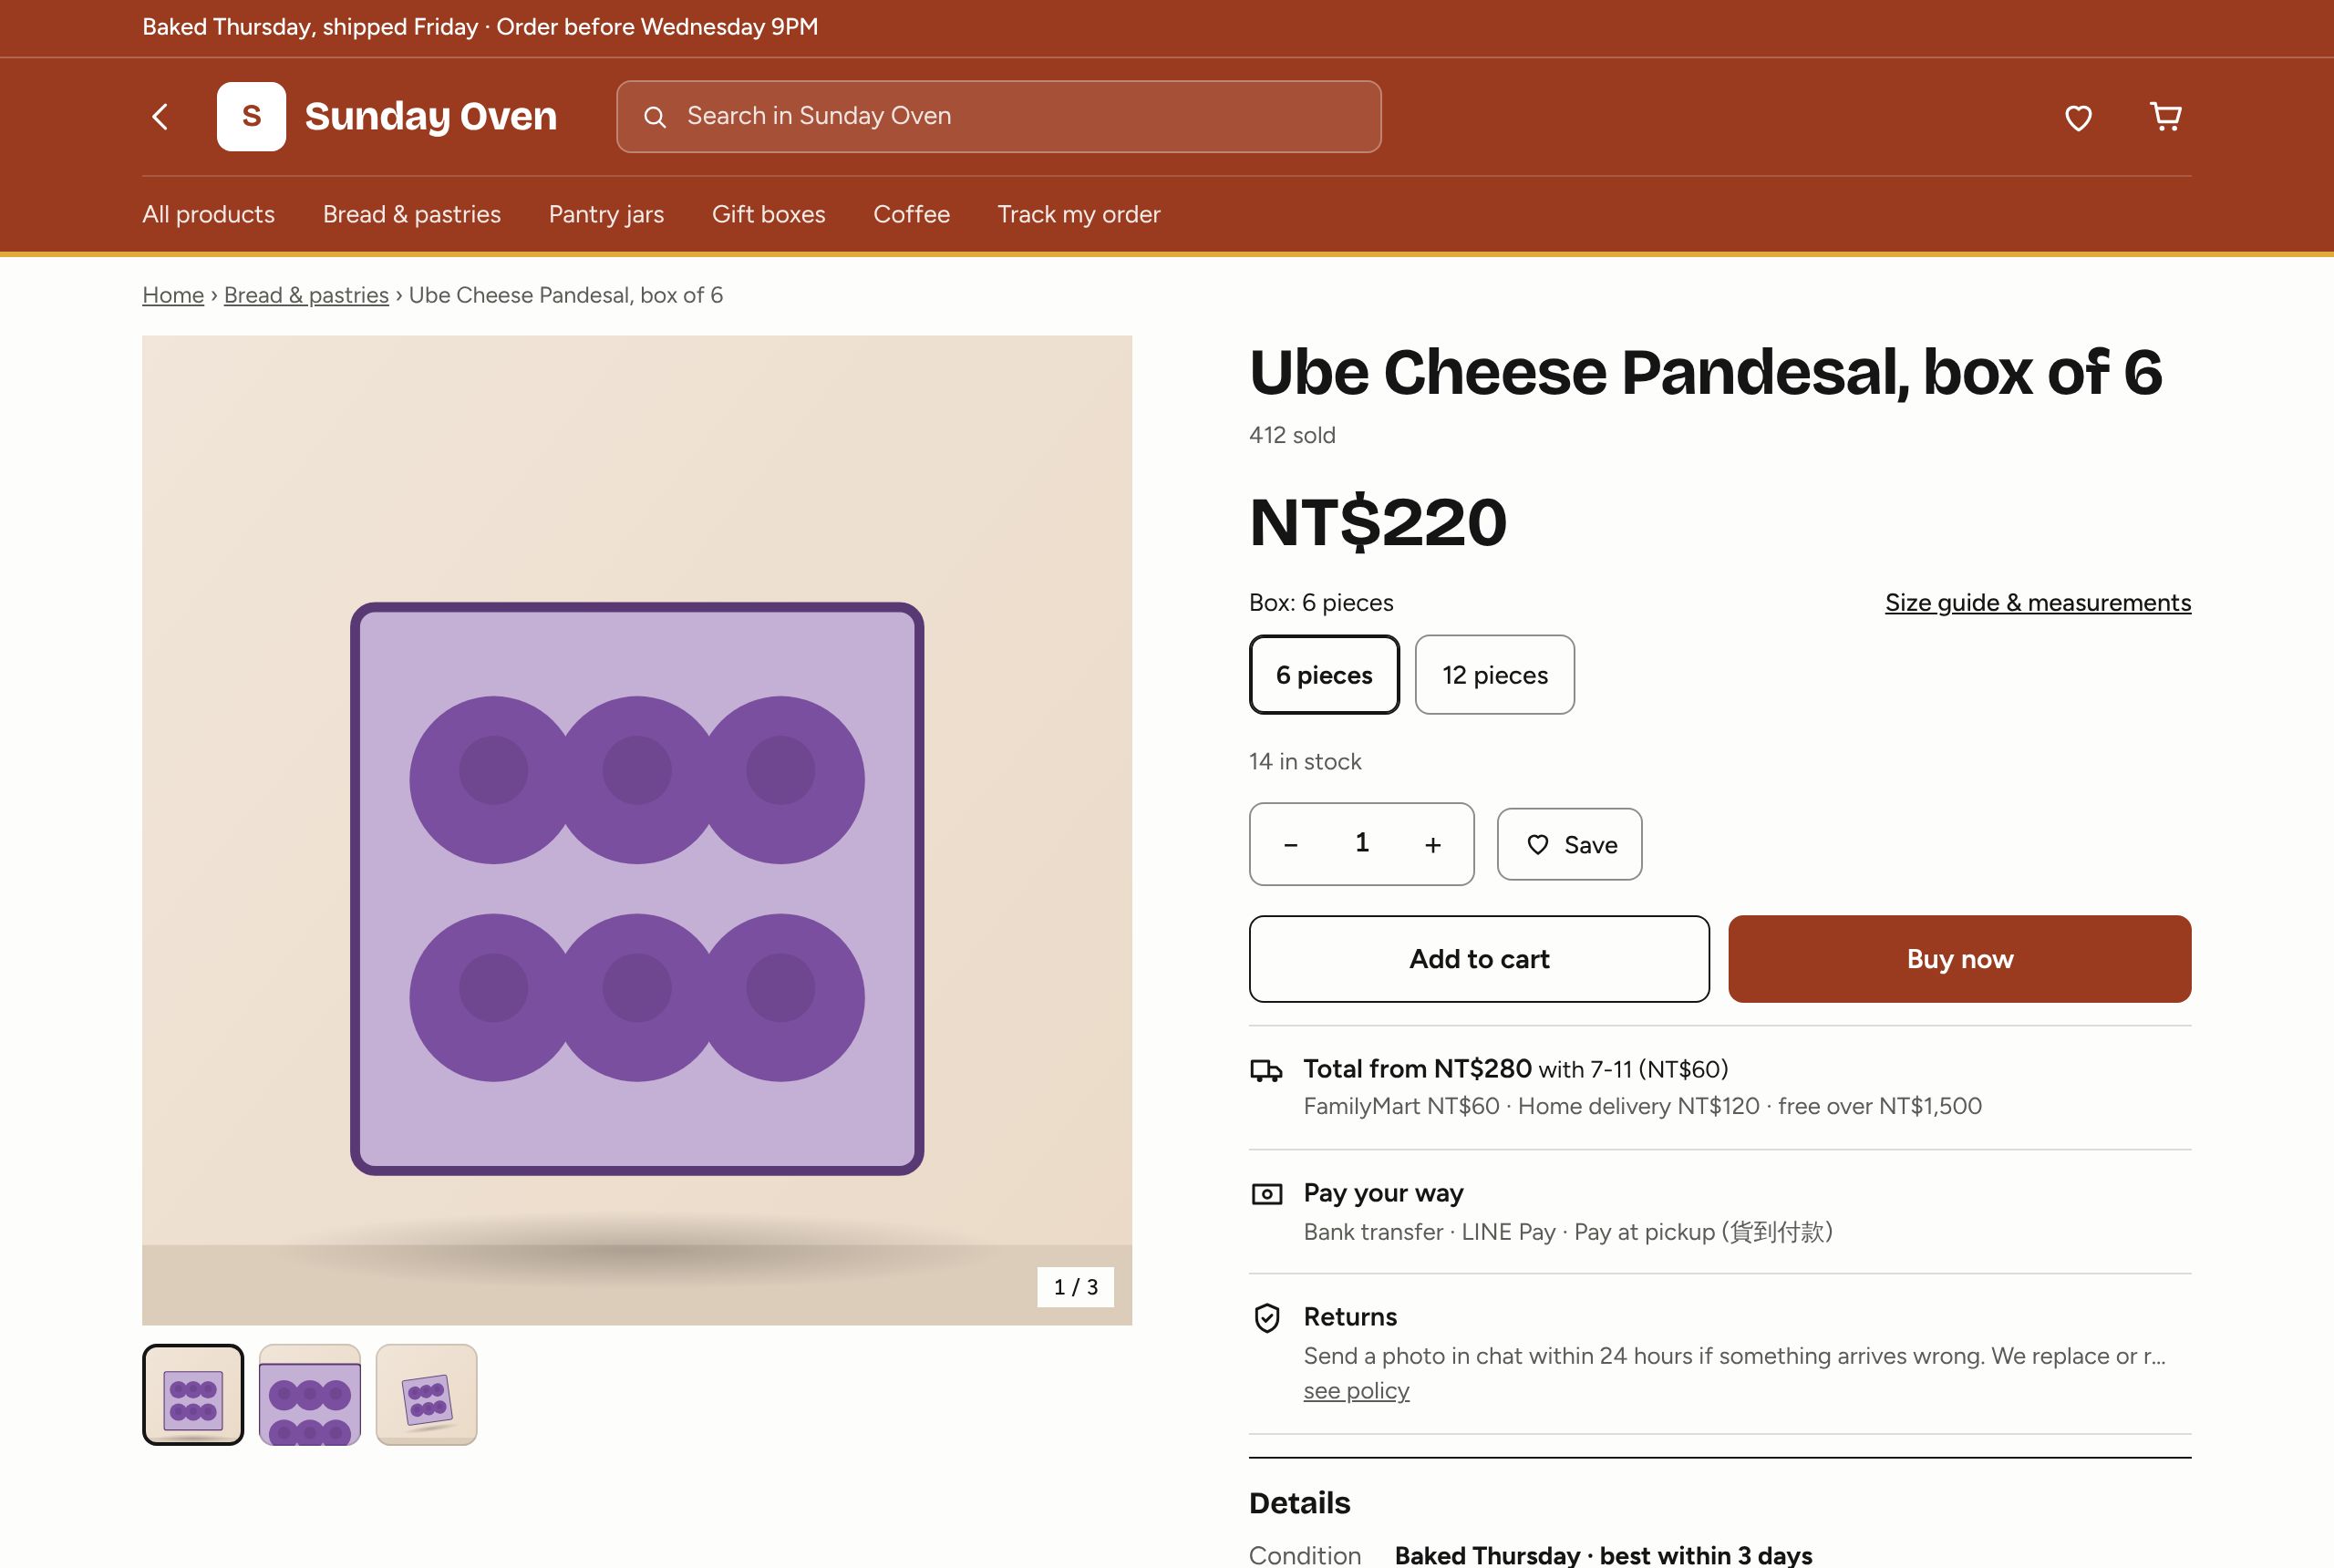 Baked Thursday, shipped Friday · Order before Wednesday 9PM
S
Sunday Oven
Search in Sunday Oven
All products
Bread & pastries
Pantry jars
Gift boxes
Coffee
Track my order
Home › Bread & pastries › Ube Cheese Pandesal, box of 6
1 / 3
Ube Cheese Pandesal, box of 6
412 sold
NT$220
Box: 6 pieces
Size guide & measurements
6 pieces
12 pieces
14 in stock
− 1 +
Save
Add to cart
Buy now
Total from NT$280 with 7-11 (NT$60)
FamilyMart NT$60 · Home delivery NT$120 · free over NT$1,500
Pay your way
Bank transfer · LINE Pay · Pay at pickup (貨到付款)
Returns
Send a photo in chat within 24 hours if something arrives wrong. We replace or r...
see policy
Details
Condition Baked Thursday · best within 3 days